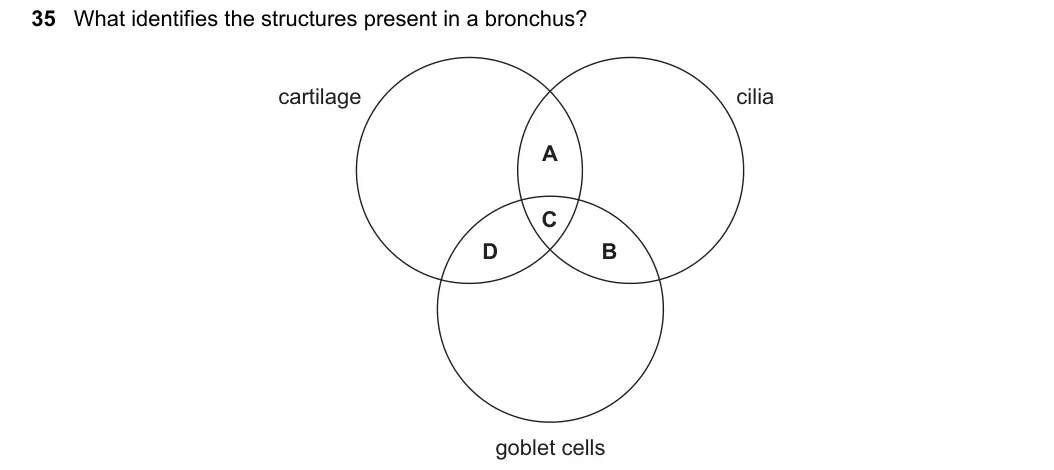 35 What identifies the structures present in a bronchus?
cartilage
cilia
A
C
D
B
goblet cells